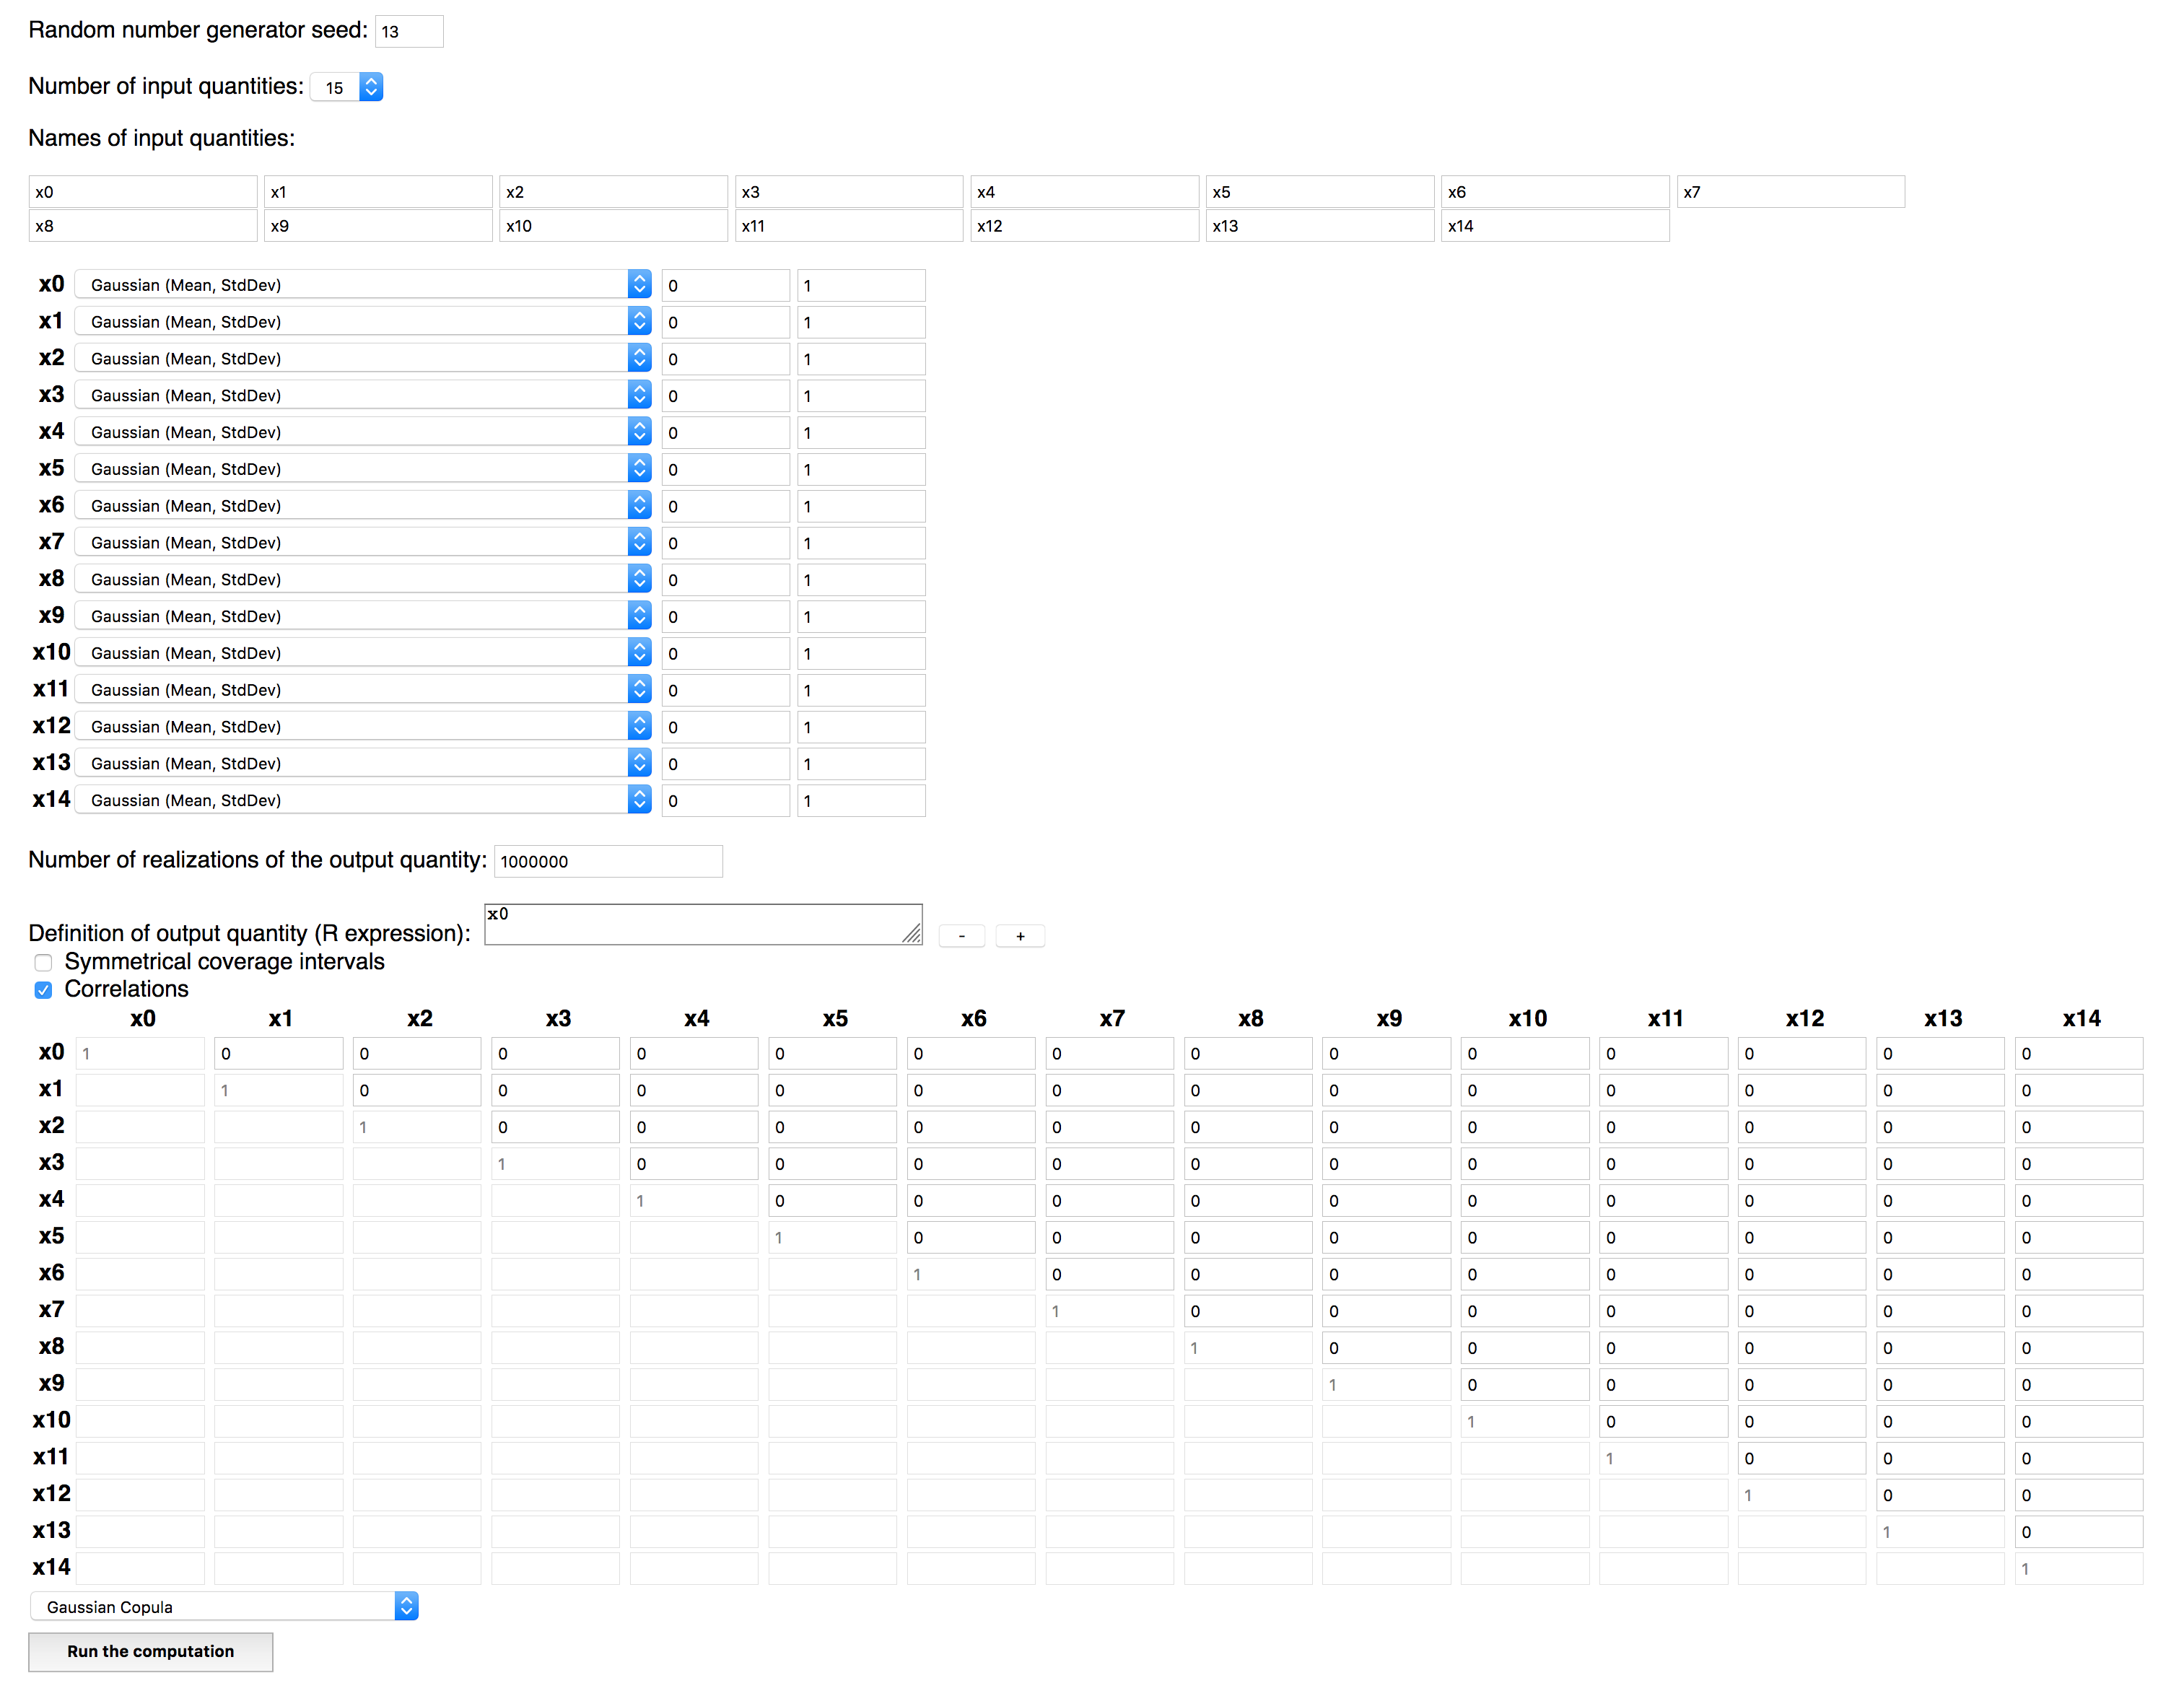 Random number generator seed: 13
Number of input quantities: 15
Names of input quantities:
x0 x1 x2 x3 x4 x5 x6 x7
x8 x9 x10 x11 x12 x13 x14
x0 Gaussian (Mean, StdDev) 0 1
x1 Gaussian (Mean, StdDev) 0 1
x2 Gaussian (Mean, StdDev) 0 1
x3 Gaussian (Mean, StdDev) 0 1
x4 Gaussian (Mean, StdDev) 0 1
x5 Gaussian (Mean, StdDev) 0 1
x6 Gaussian (Mean, StdDev) 0 1
x7 Gaussian (Mean, StdDev) 0 1
x8 Gaussian (Mean, StdDev) 0 1
x9 Gaussian (Mean, StdDev) 0 1
x10 Gaussian (Mean, StdDev) 0 1
x11 Gaussian (Mean, StdDev) 0 1
x12 Gaussian (Mean, StdDev) 0 1
x13 Gaussian (Mean, StdDev) 0 1
x14 Gaussian (Mean, StdDev) 0 1
Number of realizations of the output quantity: 1000000
Definition of output quantity (R expression): x0 - +
Symmetrical coverage intervals
Correlations
x0 x1 x2 x3 x4 x5 x6 x7 x8 x9 x10 x11 x12 x13 x14
x0 1 0 0 0 0 0 0 0 0 0 0 0 0 0 0
x1 1 0 0 0 0 0 0 0 0 0 0 0 0 0
x2 1 0 0 0 0 0 0 0 0 0 0 0 0
x3 1 0 0 0 0 0 0 0 0 0 0 0
x4 1 0 0 0 0 0 0 0 0 0 0
x5 1 0 0 0 0 0 0 0 0 0
x6 1 0 0 0 0 0 0 0 0
x7 1 0 0 0 0 0 0 0
x8 1 0 0 0 0 0 0
x9 1 0 0 0 0 0
x10 1 0 0 0 0
x11 1 0 0 0
x12 1 0 0
x13 1 0
x14 1
Gaussian Copula
Run the computation